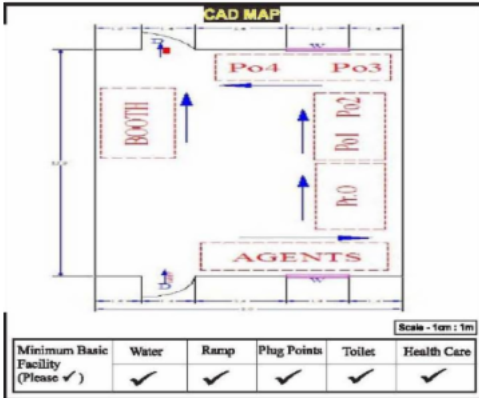 CAD MAP
W
D
Po4 Po3
BOOTH
Po1 Po2
Pr.O
AGENTS
D
W
Scale - 1cm : 1m
Minimum Basic Facility (Please ✓) Water Ramp Plug Points Toilet Health Care
✓ ✓ ✓ ✓ ✓